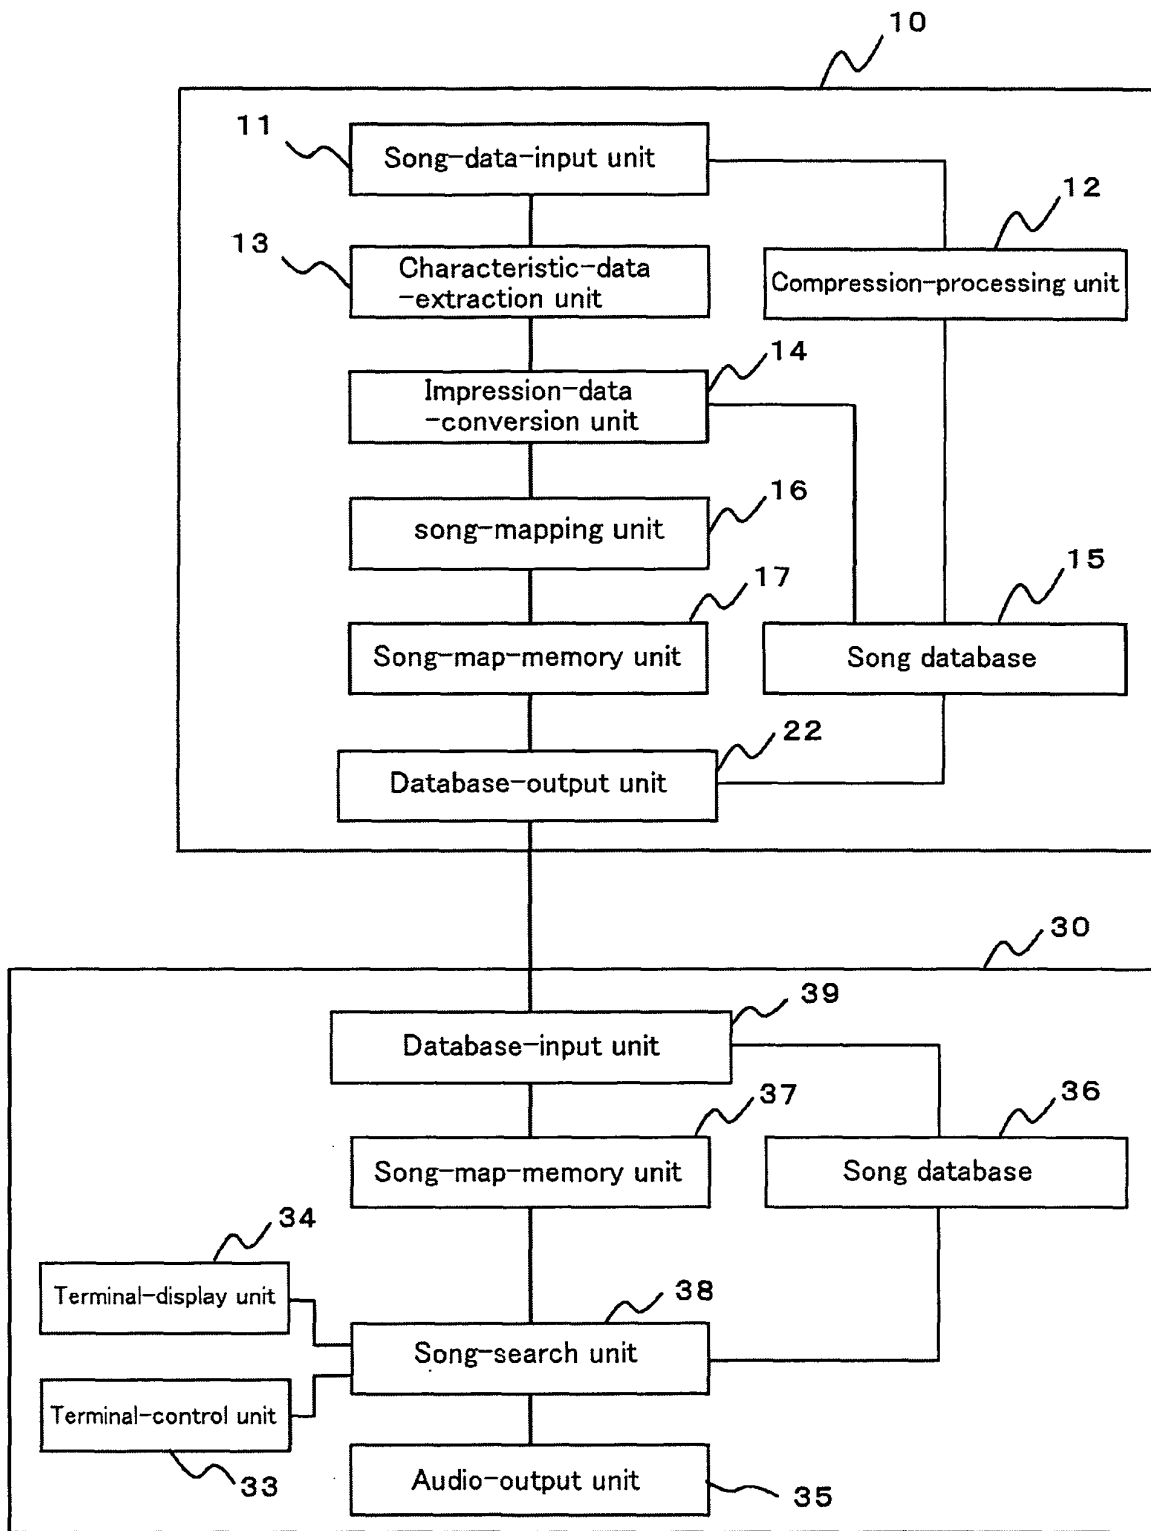 10
11
Song-data-input unit
12
13
Characteristic-data
-extraction unit
Compression-processing unit
14
Impression-data
-conversion unit
16
song-mapping unit
15
17
Song-map-memory unit
Song database
22
Database-output unit
30
39
Database-input unit
37
36
Song-map-memory unit
Song database
34
Terminal-display unit
38
Song-search unit
Terminal-control unit
33
Audio-output unit
35